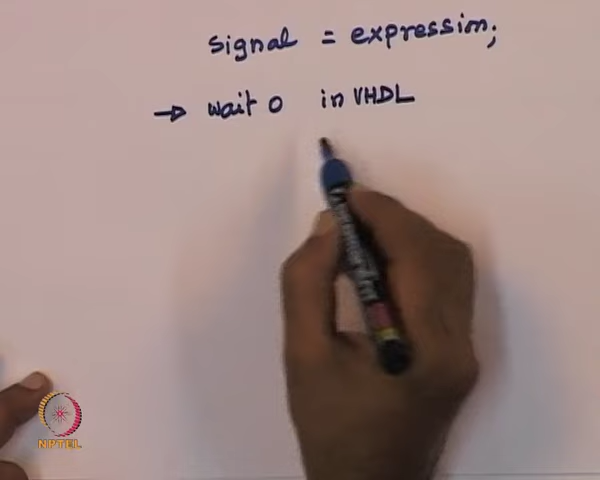 signal = expression;
→ wait 0 in VHDL
NPTEL